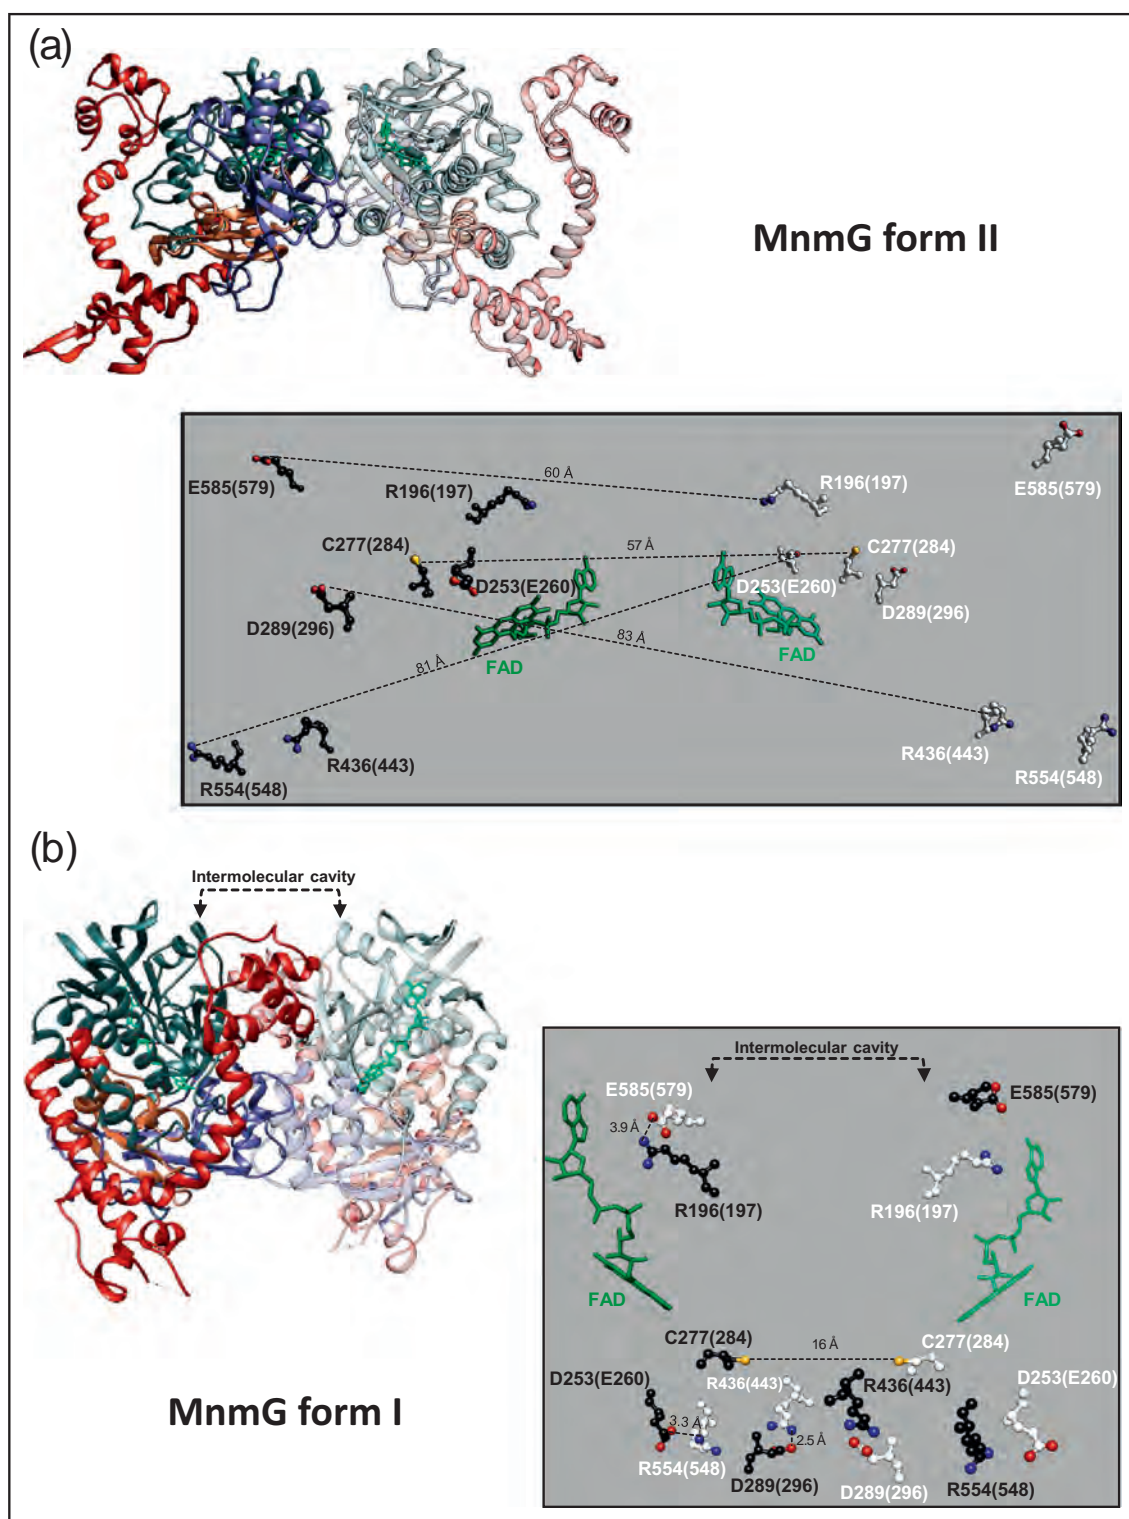 (a)
MnmG form II
60 Å
E585(579)
R196(197)
R196(197)
E585(579)
C277(284)
57 Å
C277(284)
D253(E260)
D253(E260)
D289(296)
D289(296)
83 Å
81 Å
FAD
FAD
R436(443)
R436(443)
R554(548)
R554(548)
(b)
Intermolecular cavity
Intermolecular cavity
E585(579)
E585(579)
3.9 Å
R196(197)
R196(197)
FAD
FAD
C277(284)
16 Å
C277(284)
D253(E260)
R436(443)
R436(443)
D253(E260)
MnmG form I
3.3 Å
2.5 Å
R554(548)
D289(296)
D289(296)
R554(548)